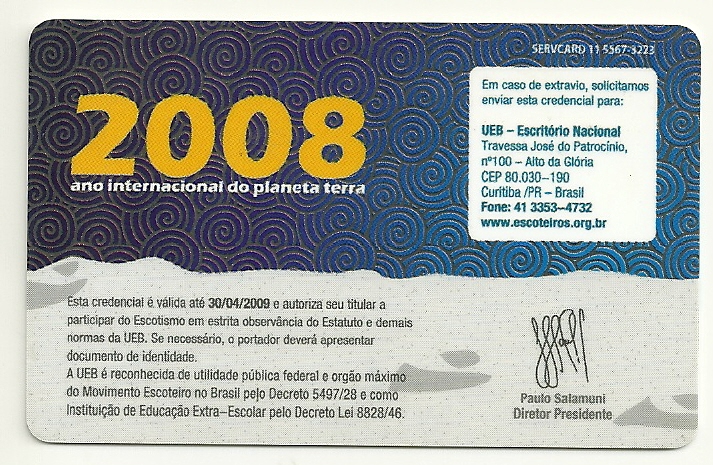 SERVCARD 11 5567-3223
2008
ano internacional do planeta terra
Em caso de extravio, solicitamos
enviar esta credencial para:
UEB – Escritório Nacional
Travessa José do Patrocínio,
nº100 – Alto da Glória
CEP 80.030–190
Curitiba /PR – Brasil
Fone: 41 3353–4732
www.escoteiros.org.br
Esta credencial é válida até 30/04/2009 e autoriza seu titular a
participar do Escotismo em estrita observância do Estatuto e demais
normas da UEB. Se necessário, o portador deverá apresentar
documento de identidade.
A UEB é reconhecida de utilidade pública federal e orgão máximo
do Movimento Escoteiro no Brasil pelo Decreto 5497/28 e como
Instituição de Educação Extra–Escolar pelo Decreto Lei 8828/46.
Paulo Salamuni
Diretor Presidente